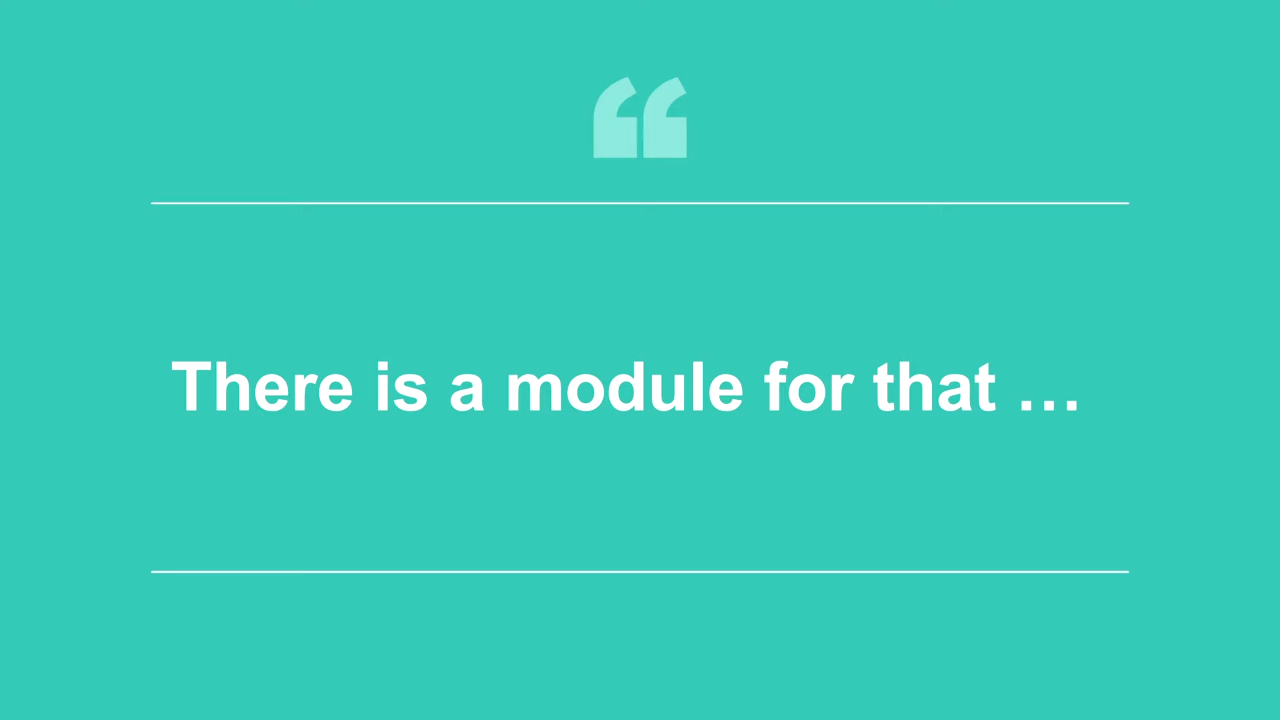 “
There is a module for that …